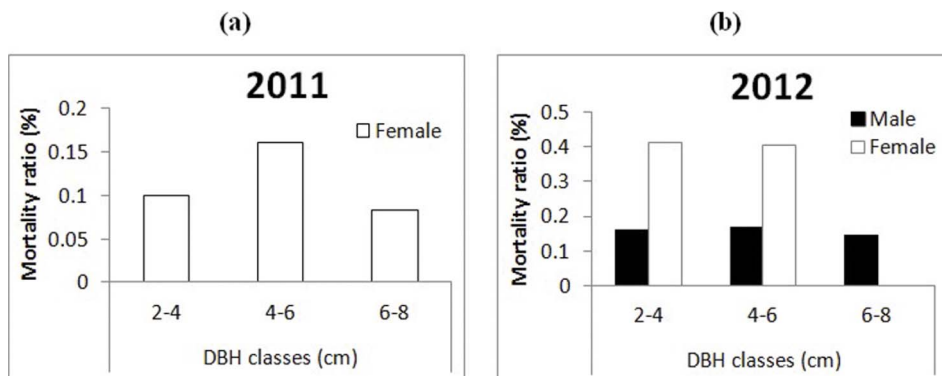 (a)
2011
Mortality ratio (%)
0.2
0.15
0.1
0.05
0
Female
2-4 4-6 6-8
DBH classes (cm)
(b)
2012
Mortality ratio (%)
0.5
0.4
0.3
0.2
0.1
0
Male
Female
2-4 4-6 6-8
DBH classes (cm)